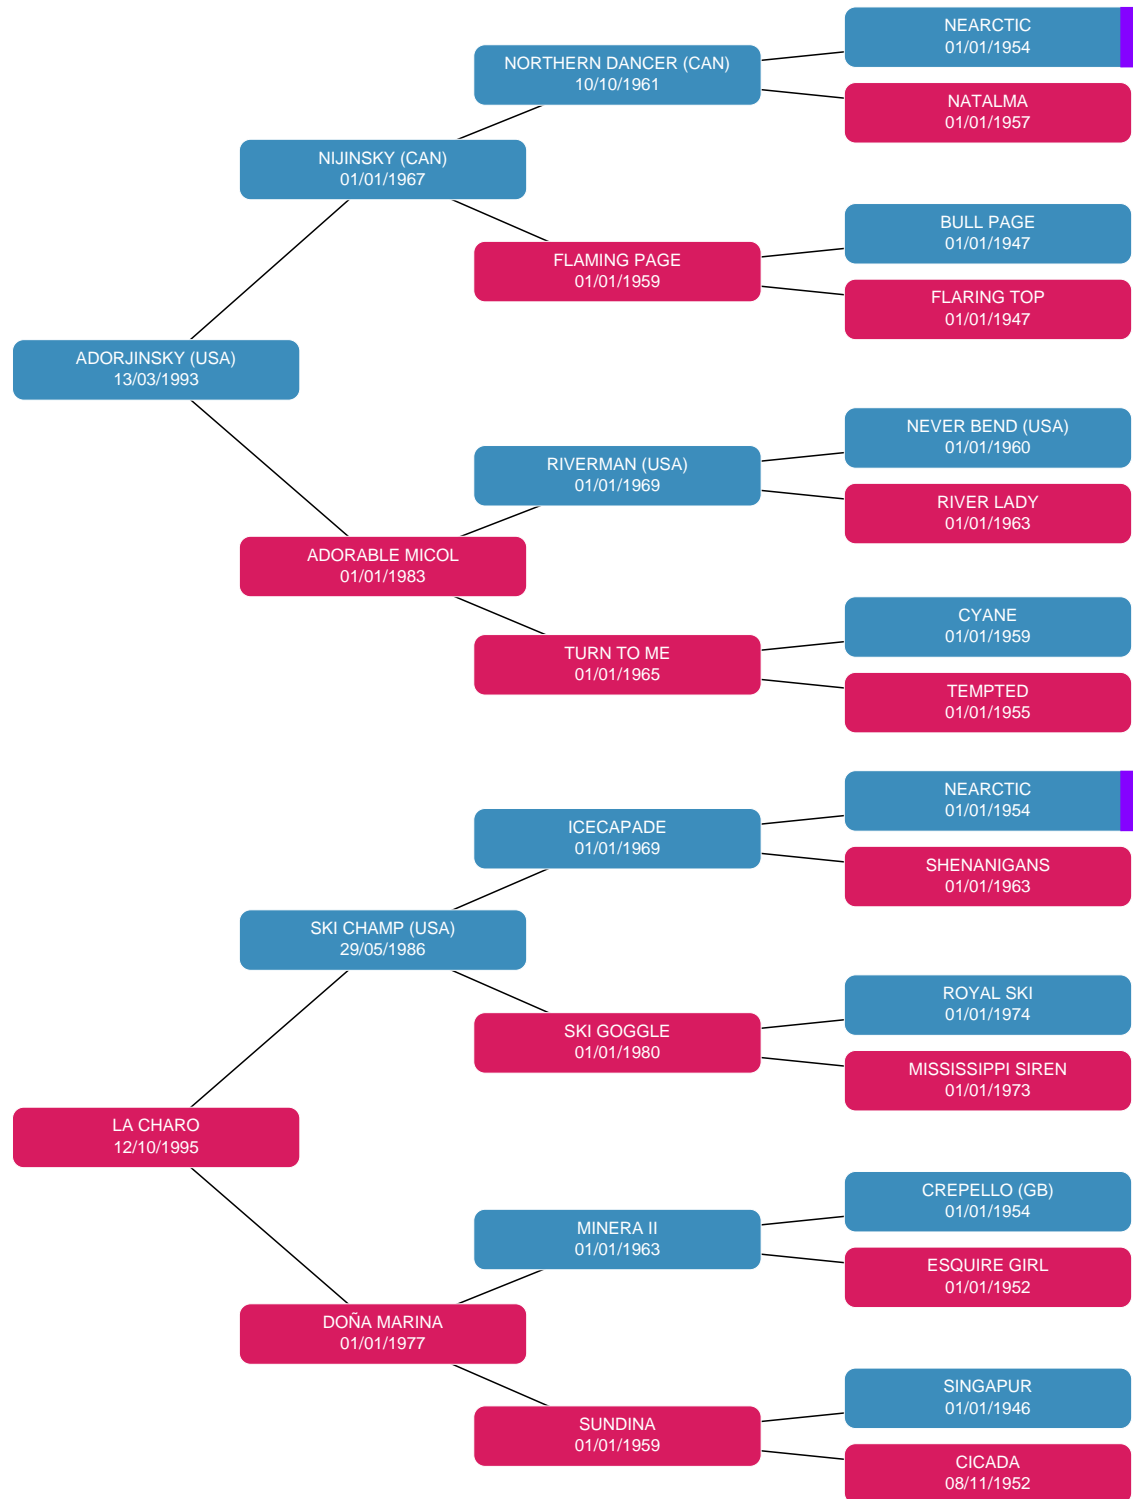 NEARCTIC
01/01/1954
NORTHERN DANCER (CAN)
10/10/1961
NATALMA
01/01/1957
NIJINSKY (CAN)
01/01/1967
BULL PAGE
01/01/1947
FLAMING PAGE
01/01/1959
FLARING TOP
01/01/1947
ADORJINSKY (USA)
13/03/1993
NEVER BEND (USA)
01/01/1960
RIVERMAN (USA)
01/01/1969
RIVER LADY
01/01/1963
ADORABLE MICOL
01/01/1983
CYANE
01/01/1959
TURN TO ME
01/01/1965
TEMPTED
01/01/1955
NEARCTIC
01/01/1954
ICECAPADE
01/01/1969
SHENANIGANS
01/01/1963
SKI CHAMP (USA)
29/05/1986
ROYAL SKI
01/01/1974
SKI GOGGLE
01/01/1980
MISSISSIPPI SIREN
01/01/1973
LA CHARO
12/10/1995
CREPELLO (GB)
01/01/1954
MINERA II
01/01/1963
ESQUIRE GIRL
01/01/1952
DOÑA MARINA
01/01/1977
SINGAPUR
01/01/1946
SUNDINA
01/01/1959
CICADA
08/11/1952